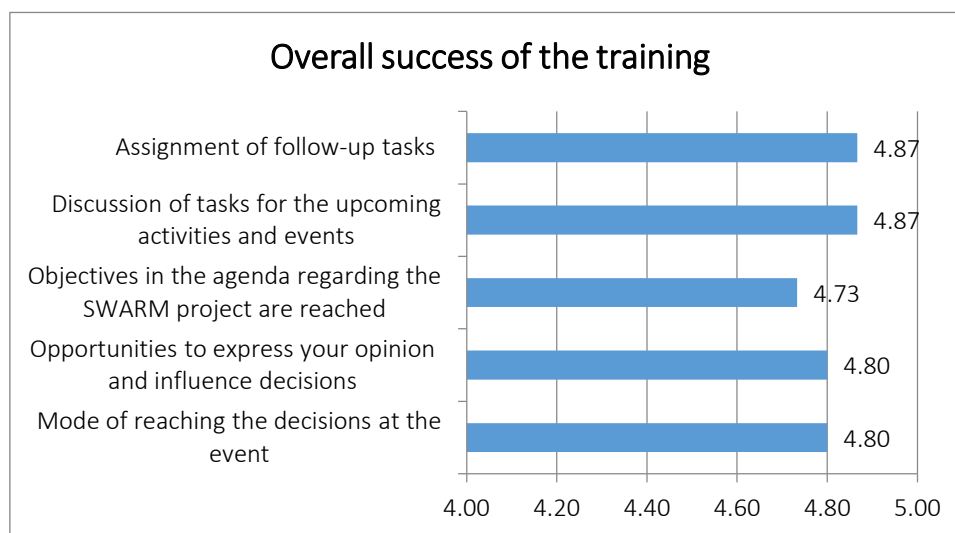 Overall success of the training
Assignment of follow-up tasks
4.87
Discussion of tasks for the upcoming
activities and events
4.87
Objectives in the agenda regarding the
SWARM project are reached
4.73
Opportunities to express your opinion
and influence decisions
4.80
Mode of reaching the decisions at the
event
4.80
4.00 4.20 4.40 4.60 4.80 5.00